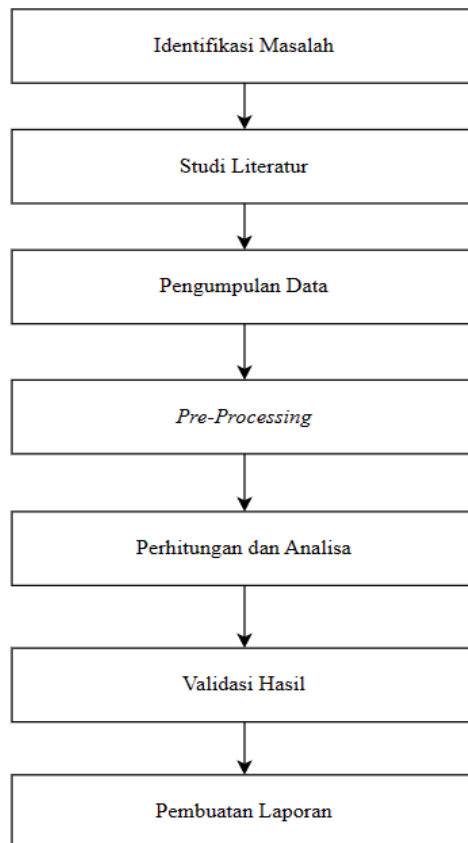 Identifikasi Masalah
Studi Literatur
Pengumpulan Data
Pre-Processing
Perhitungan dan Analisa
Validasi Hasil
Pembuatan Laporan